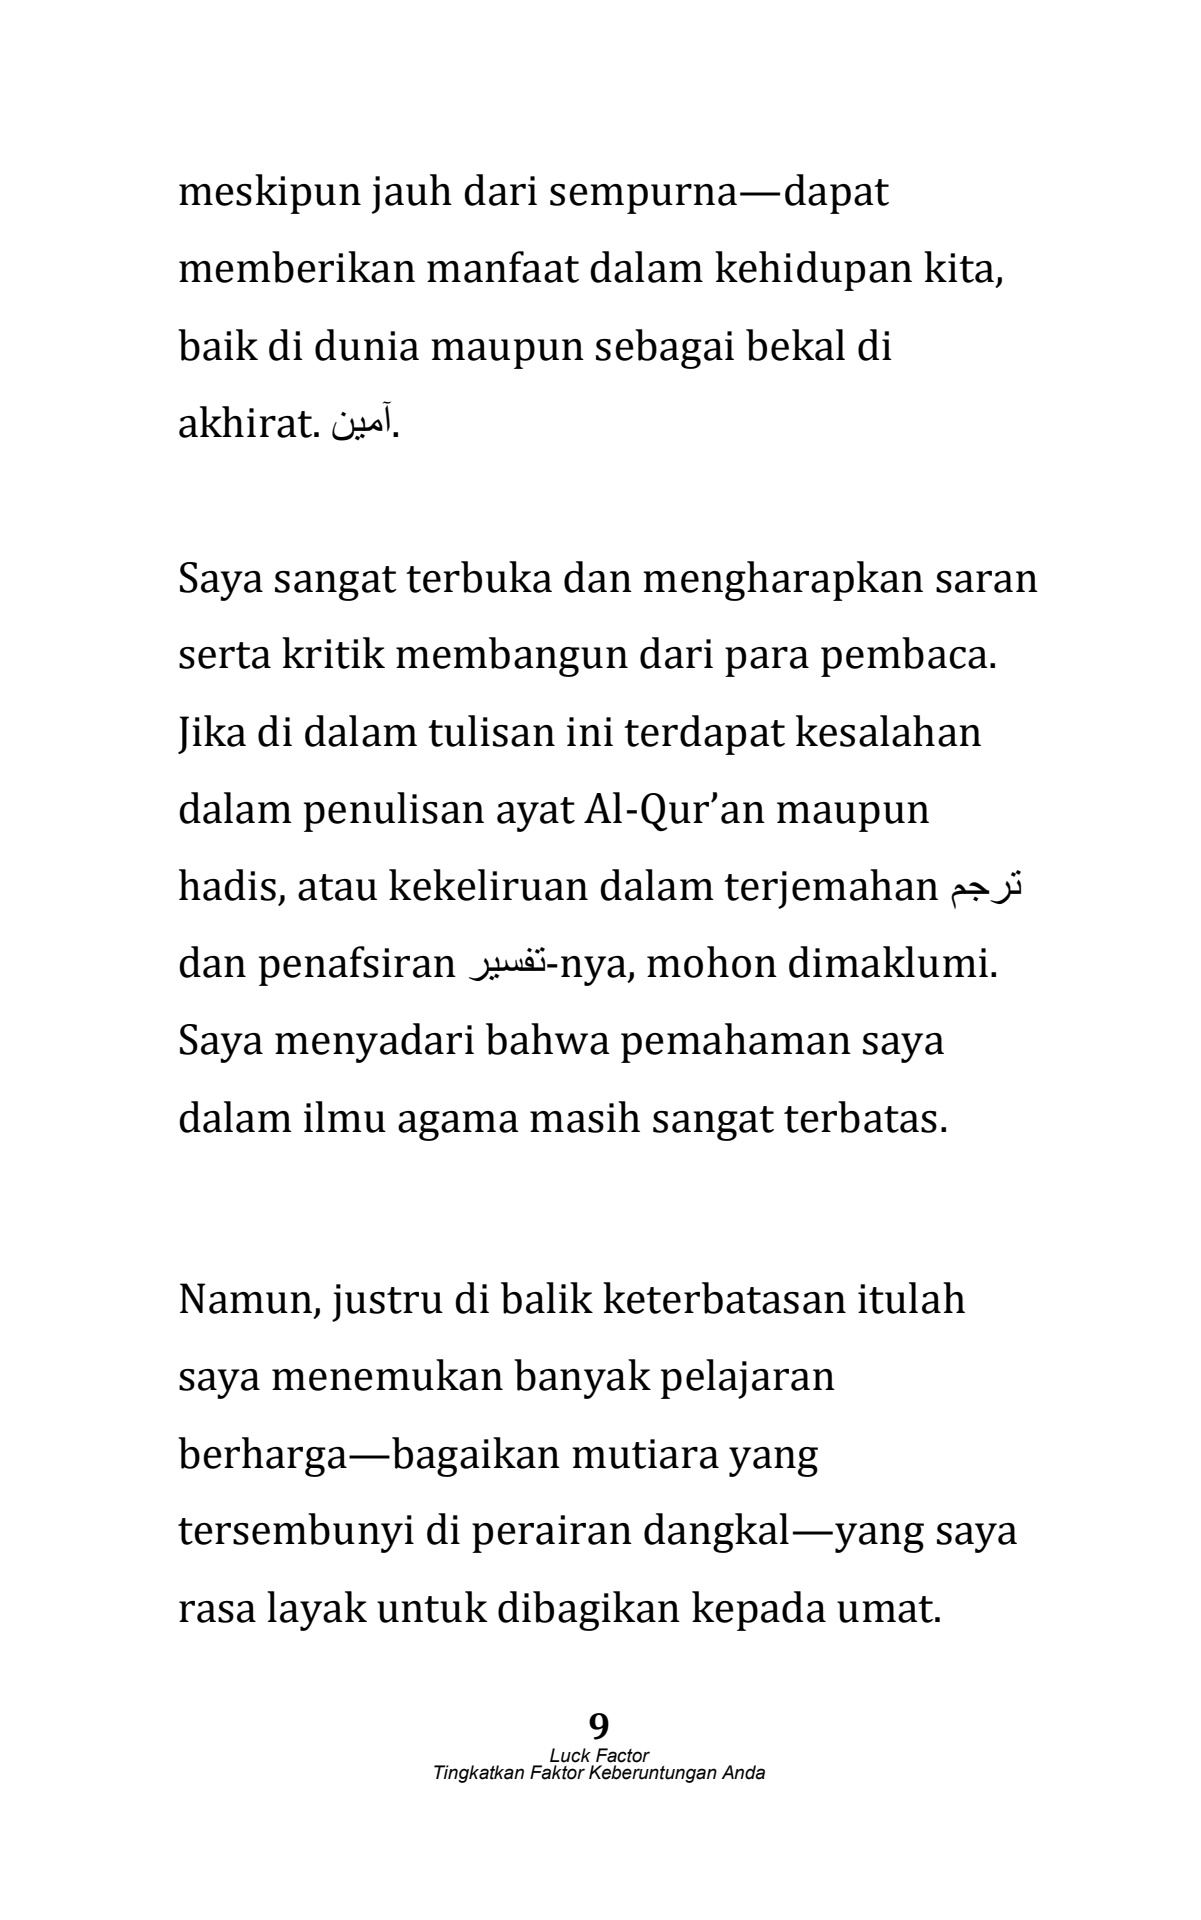 meskipun jauh dari sempurna—dapat
memberikan manfaat dalam kehidupan kita,
baik di dunia maupun sebagai bekal di
akhirat. آمين.
Saya sangat terbuka dan mengharapkan saran
serta kritik membangun dari para pembaca.
Jika di dalam tulisan ini terdapat kesalahan
dalam penulisan ayat Al-Qur’an maupun
hadis, atau kekeliruan dalam terjemahan ترجم
dan penafsiran تفسير-nya, mohon dimaklumi.
Saya menyadari bahwa pemahaman saya
dalam ilmu agama masih sangat terbatas.
Namun, justru di balik keterbatasan itulah
saya menemukan banyak pelajaran
berharga—bagaikan mutiara yang
tersembunyi di perairan dangkal—yang saya
rasa layak untuk dibagikan kepada umat.
9
Luck Factor
Tingkatkan Faktor Keberuntungan Anda